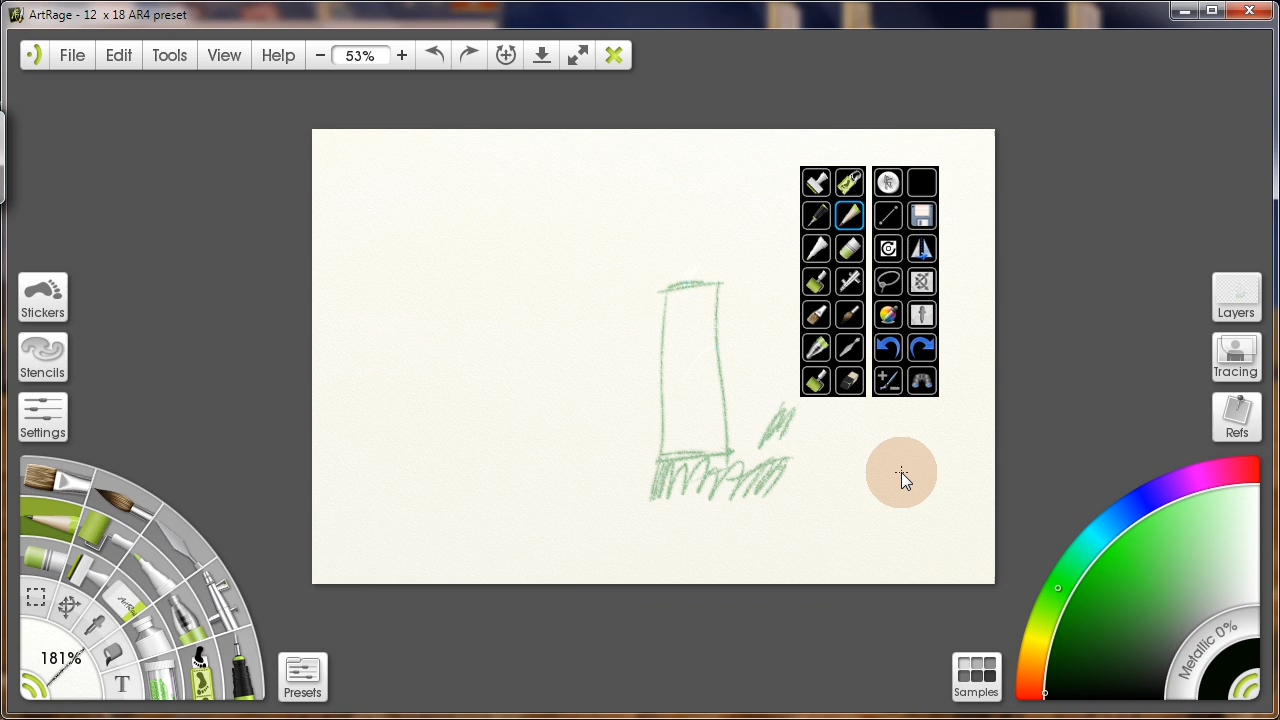 ArtRage - 12 x 18 AR4 preset
File Edit Tools View Help 53%
Stickers
Stencils
Settings
Layers
Tracing
Refs
181%
T
Presets
Samples
Metallic 0%